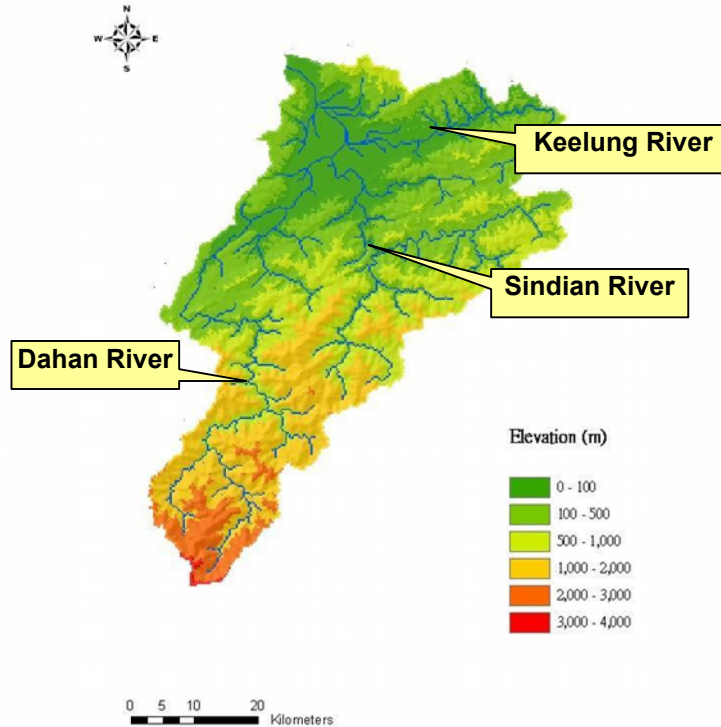 N
W E
S
Keelung River
Sindian River
Dahan River
Elevation (m)
0 - 100
100 - 500
500 - 1,000
1,000 - 2,000
2,000 - 3,000
3,000 - 4,000
0 5 10 20
Kilometers